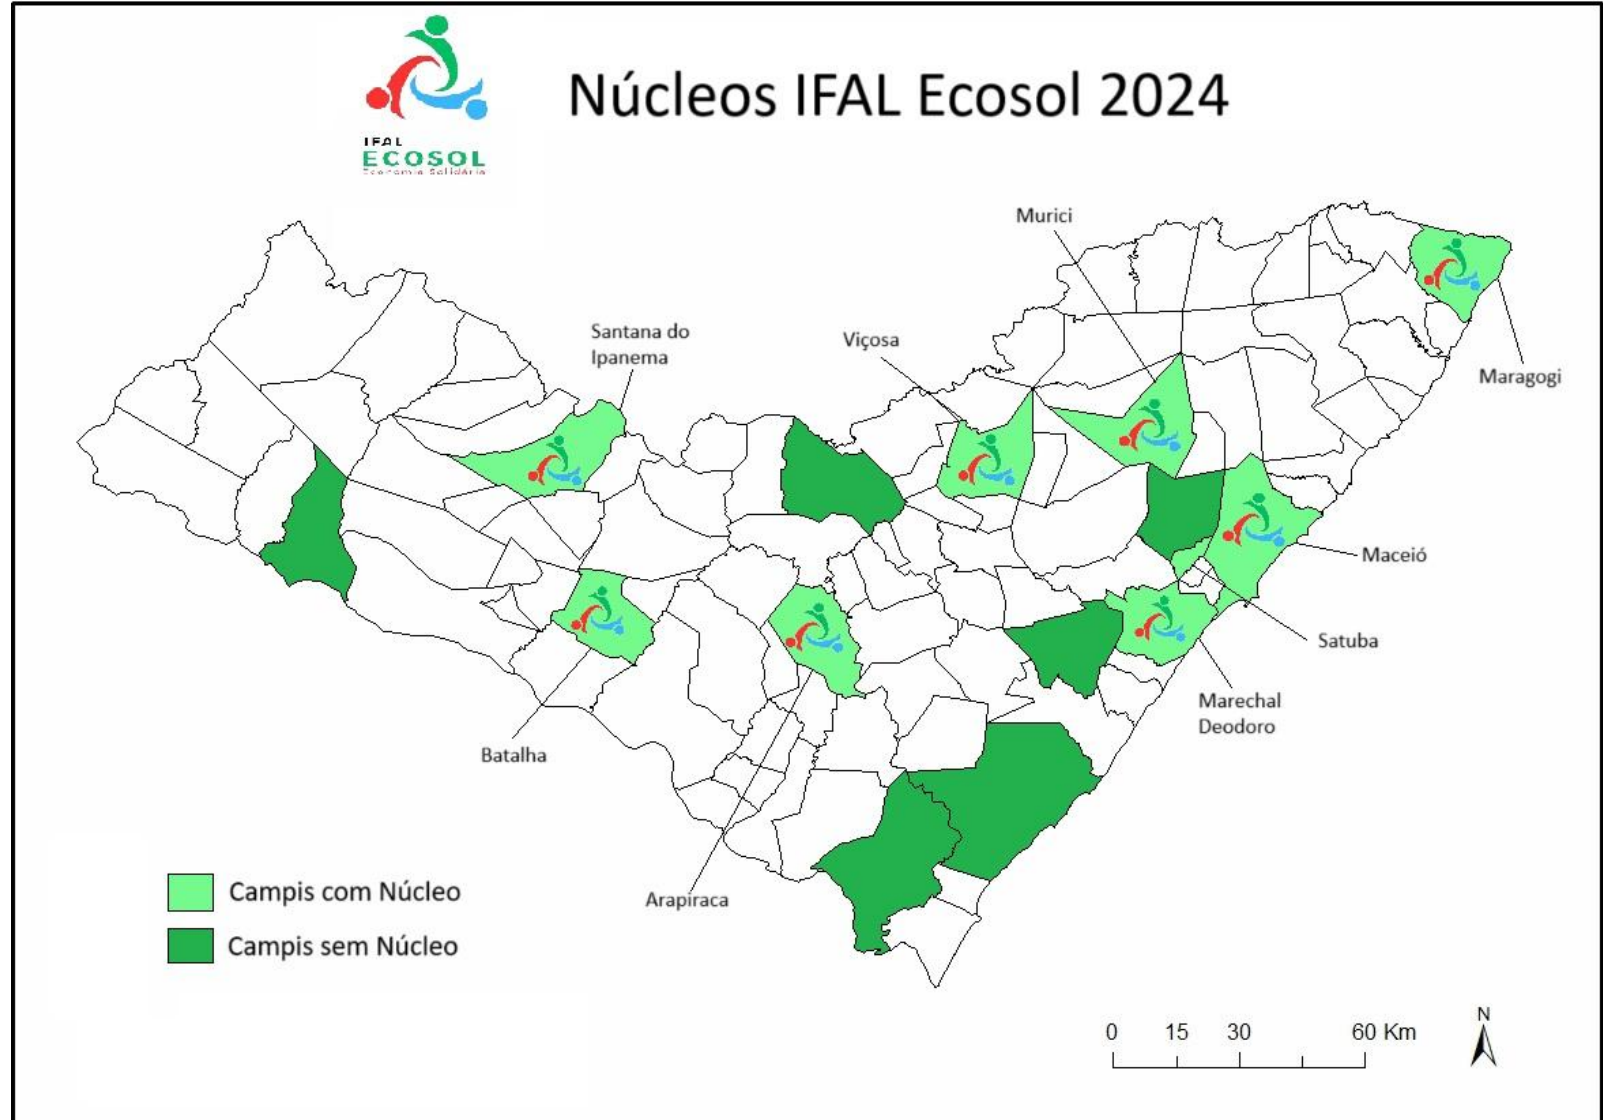 IFAL
ECOSOL
Economia Solidária
Núcleos IFAL Ecosol 2024
Murici
Santana do
Ipanema
Viçosa
Maragogi
Maceió
Satuba
Marechal
Deodoro
Batalha
Arapiraca
Campis com Núcleo
Campis sem Núcleo
N
0 15 30 60 Km